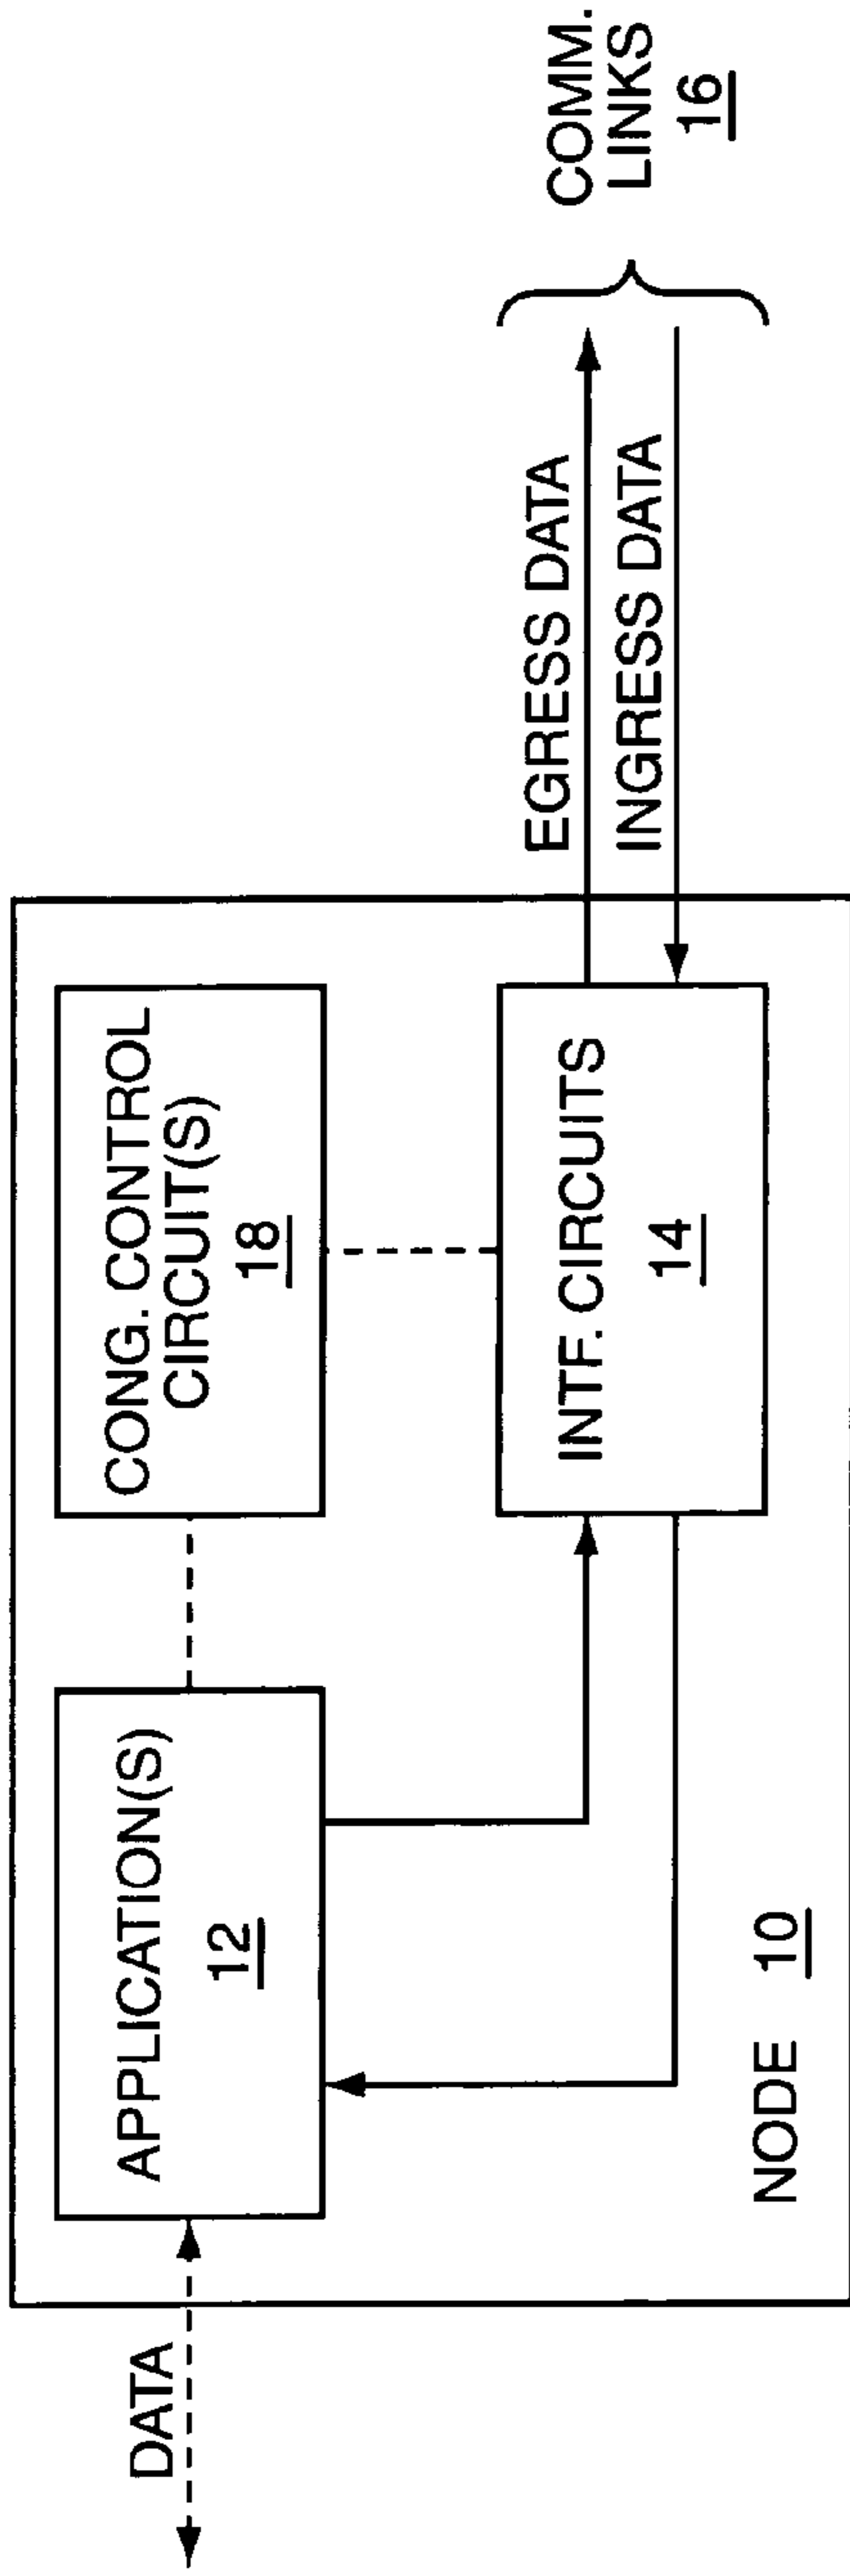 DATA
APPLICATION(S)
12
CONG. CONTROL
CIRCUIT(S)
18
INTF. CIRCUITS
14
NODE 10
EGRESS DATA
INGRESS DATA
COMM.
LINKS
16